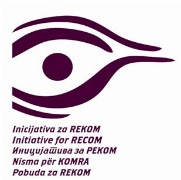 Inicijativa za REKOM
Initiative for RECOM
Иницијатива за РЕКОМ
Nisma për KOMRA
Pobuda za REKOM